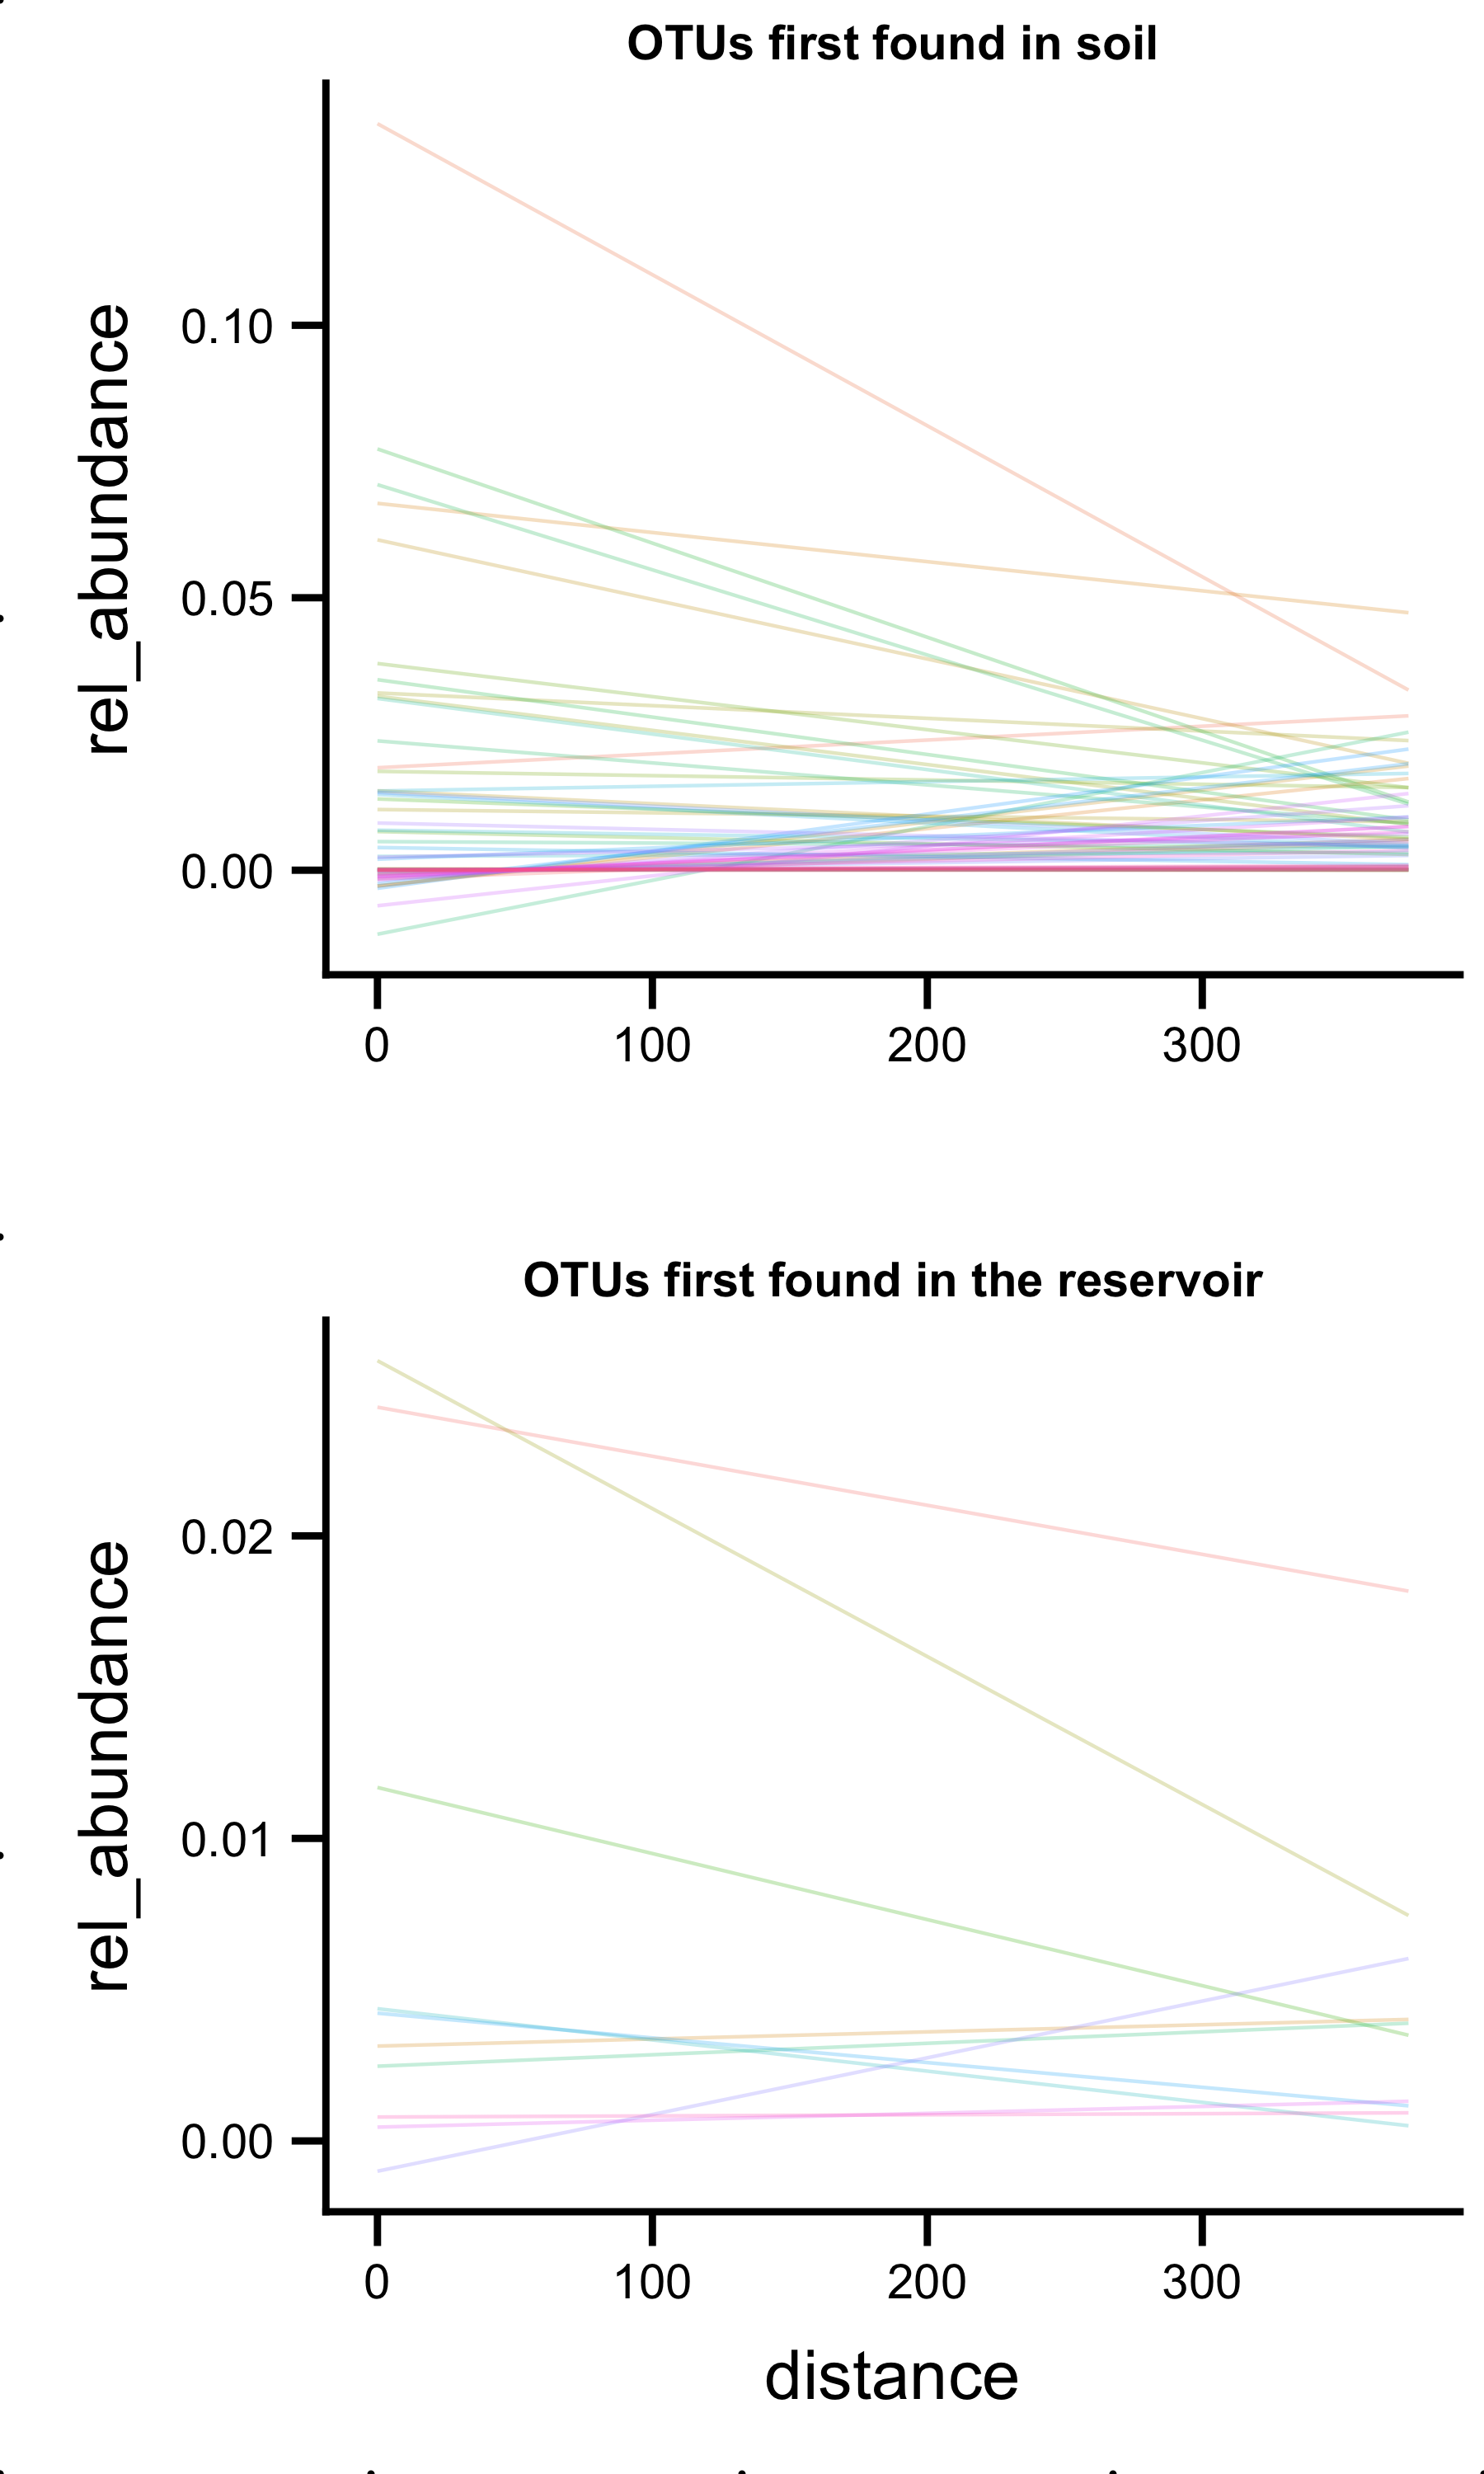 OTUs first found in soil
rel_abundance
0.10
0.05
0.00
0 100 200 300
OTUs first found in the reservoir
rel_abundance
0.02
0.01
0.00
0 100 200 300
distance